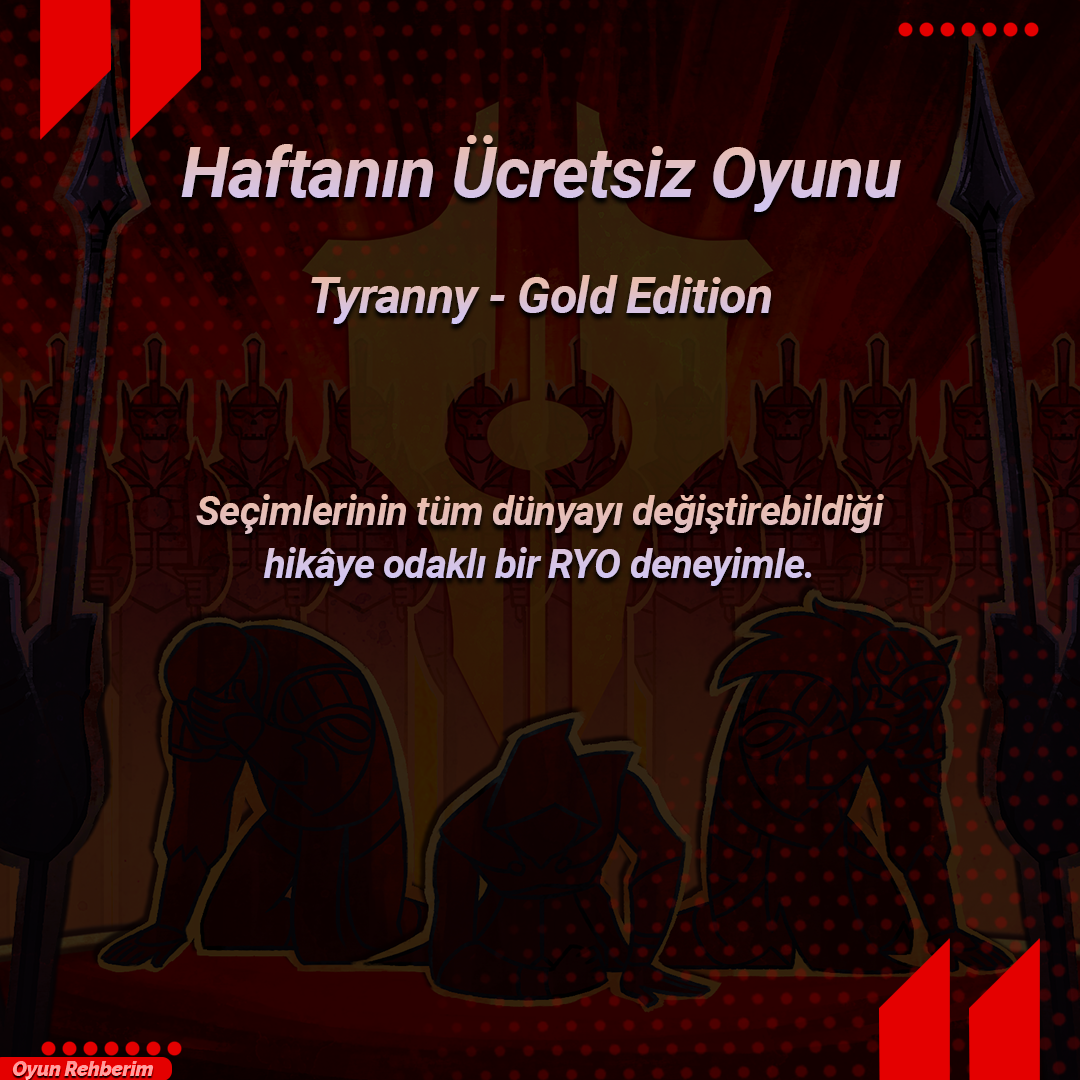 Haftanın Ücretsiz Oyunu
Tyranny - Gold Edition
Seçimlerinin tüm dünyayı değiştirebildiği
hikâye odaklı bir RYO deneyimle.
Oyun Rehberim